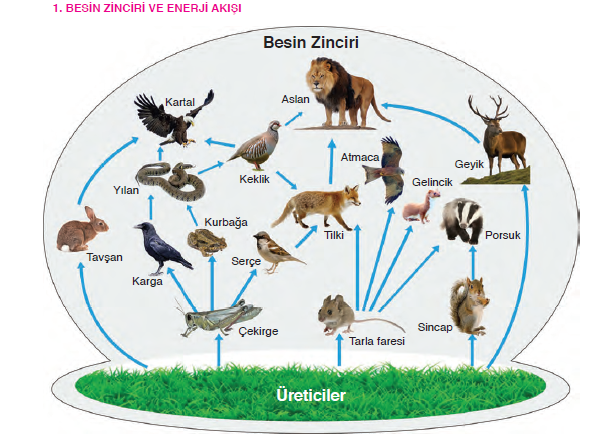 1. BESİN ZİNCİRİ VE ENERJİ AKIŞI
Besin Zinciri
Kartal
Aslan
Atmaca
Geyik
Keklik
Gelincik
Yılan
Kurbağa
Tilki
Porsuk
Tavşan
Serçe
Karga
Çekirge
Tarla faresi
Sincap
Üreticiler